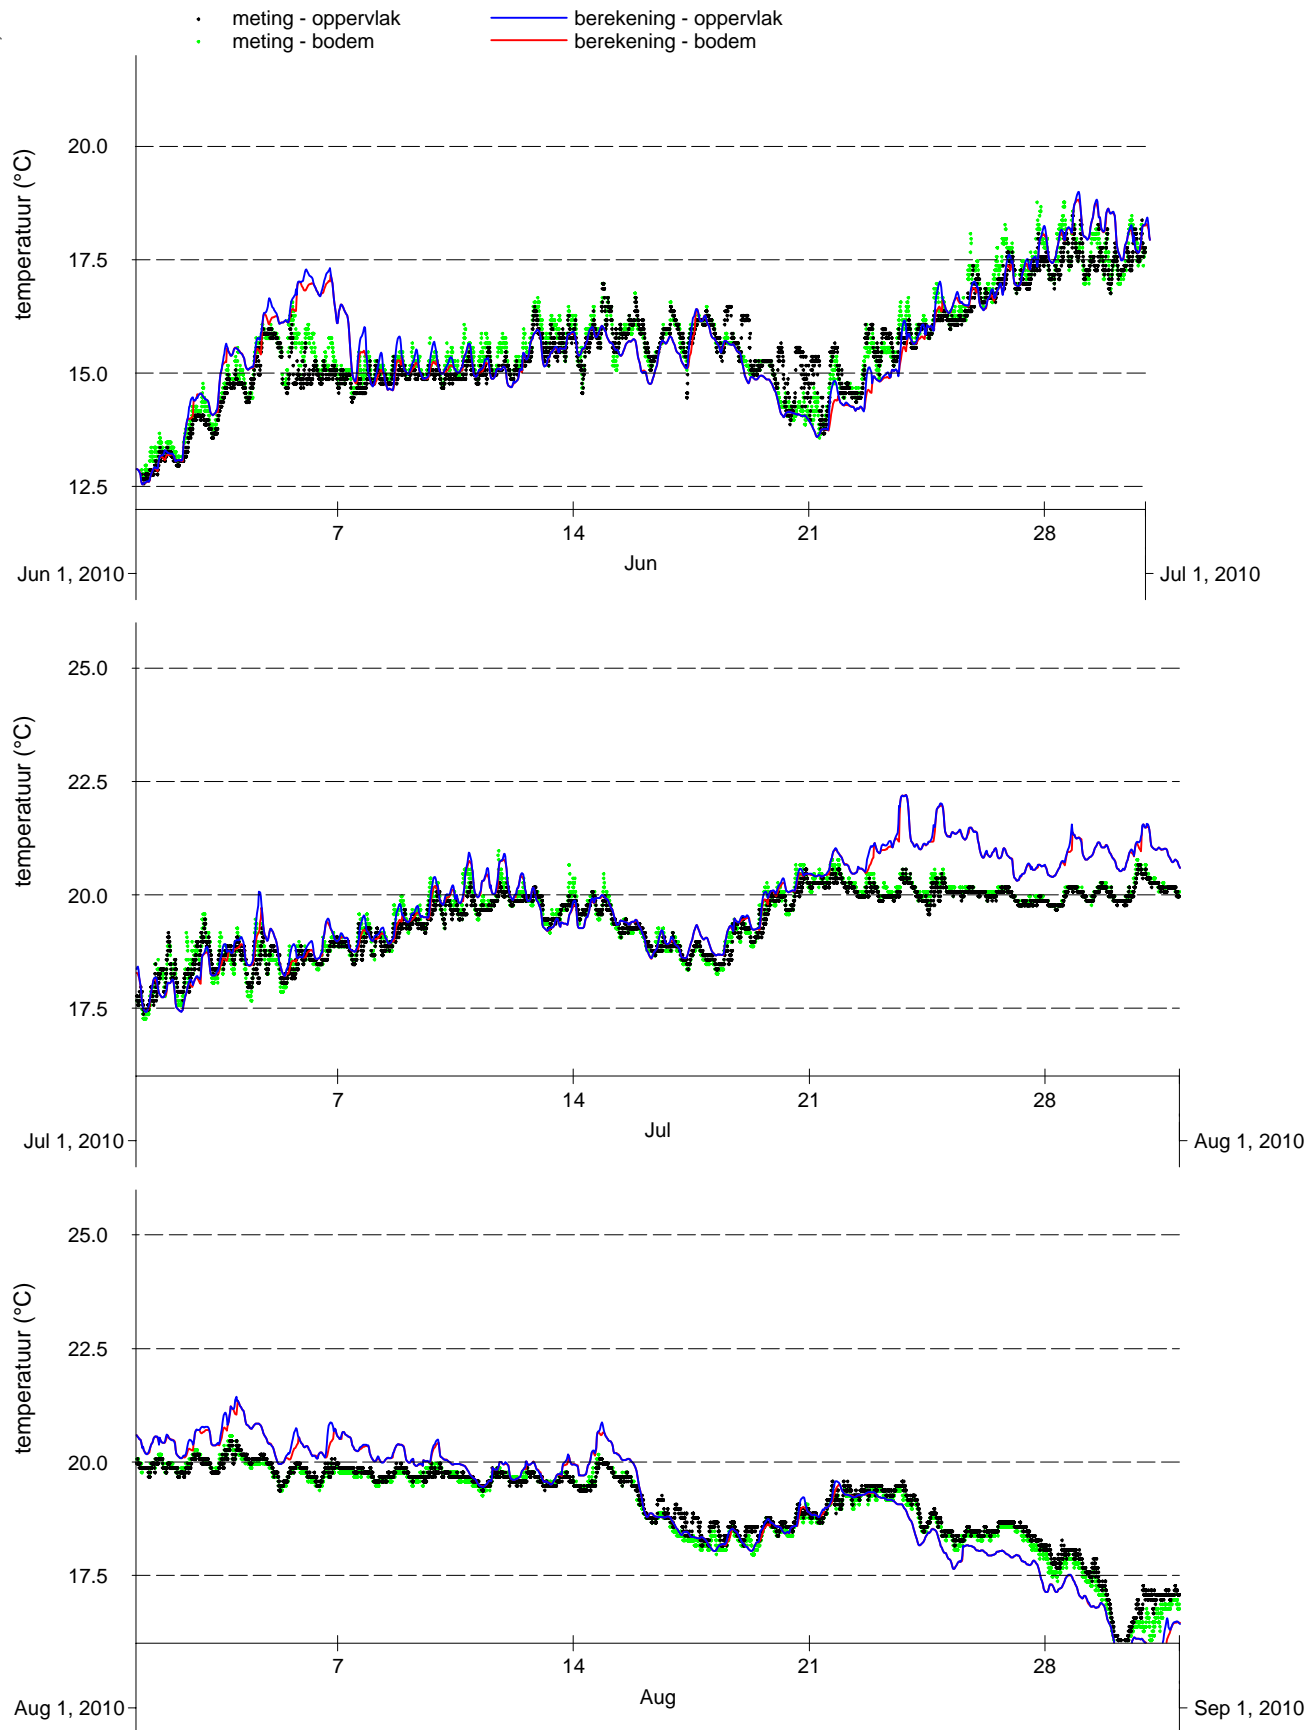 meting - oppervlak
berekening - oppervlak
meting - bodem
berekening - bodem
temperatuur (°C)
20.0
17.5
15.0
12.5
7
14
21
28
Jun
Jun 1, 2010
Jul 1, 2010
temperatuur (°C)
25.0
22.5
20.0
17.5
7
14
21
28
Jul
Jul 1, 2010
Aug 1, 2010
temperatuur (°C)
25.0
22.5
20.0
17.5
7
14
21
28
Aug
Aug 1, 2010
Sep 1, 2010